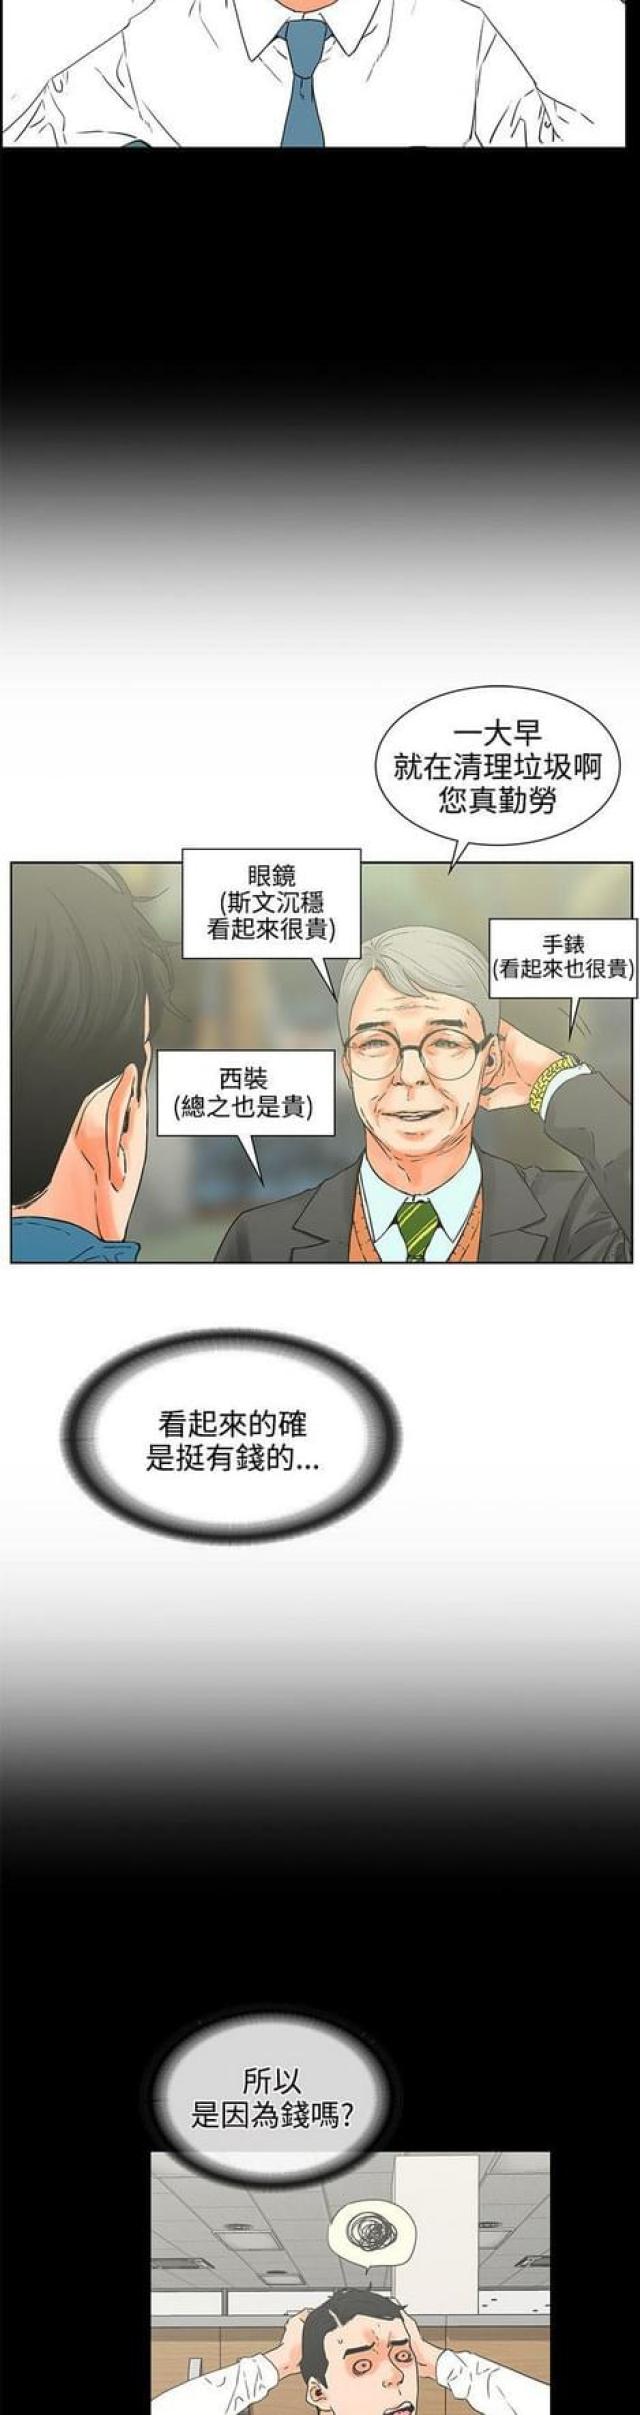 一大早
就在清理垃圾啊
您真勤勞
眼鏡
(斯文沉穩
看起來很貴)
手錶
(看起來也很貴)
西裝
(總之也是貴)
看起來的確
是挺有錢的...
所以
是因為錢嗎?